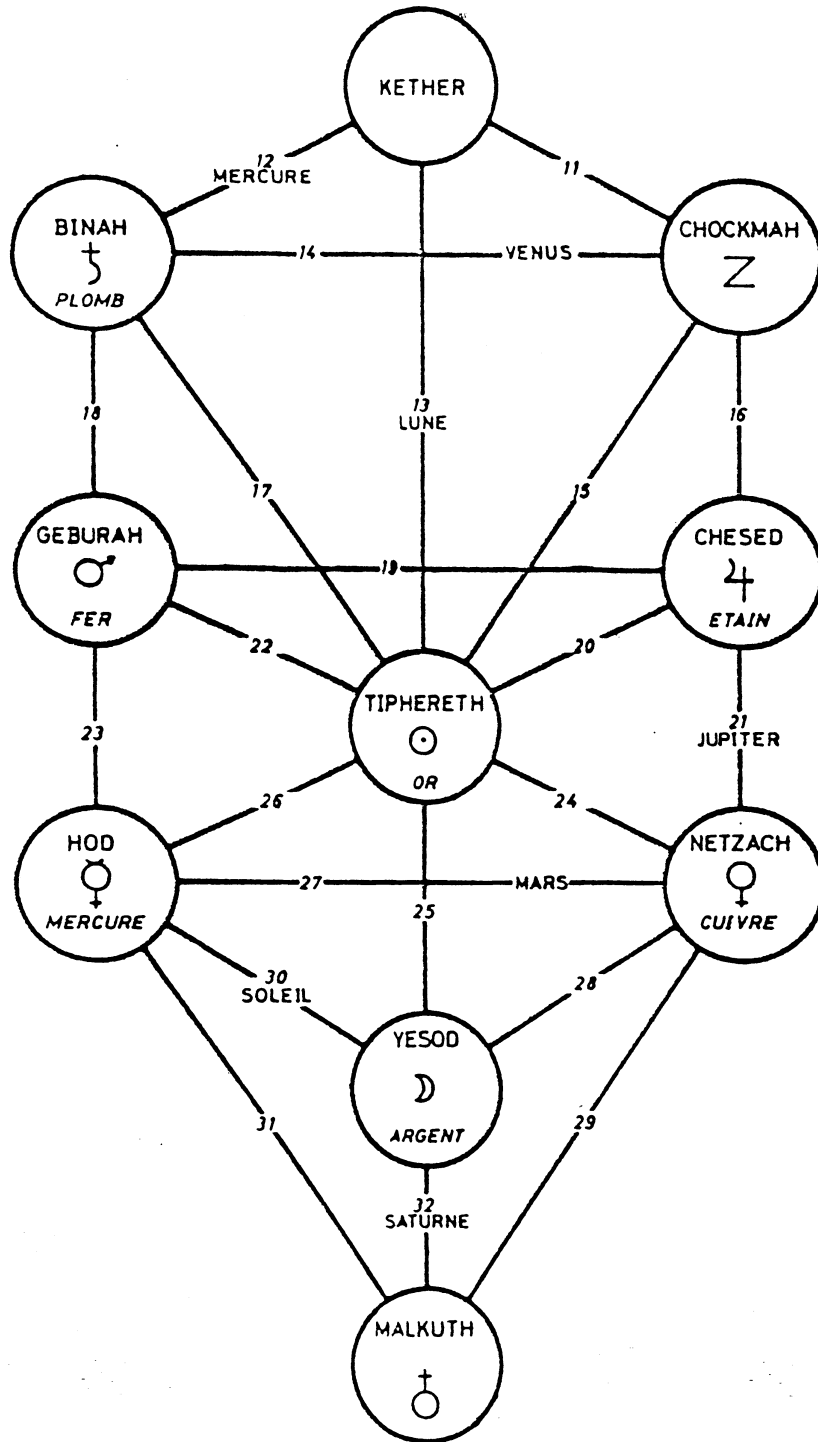 KETHER
12
MERCURE
11
BINAH
PLOMB
14 VENUS
CHOCKMAH
18
13
LUNE
16
17
15
GEBURAH
FER
19
CHESED
ETAIN
22
20
TIPHERETH
OR
23
21
JUPITER
26
24
HOD
MERCURE
27 MARS
NETZACH
CUIVRE
25
30
SOLEIL
28
YESOD
ARGENT
31
29
32
SATURNE
MALKUTH